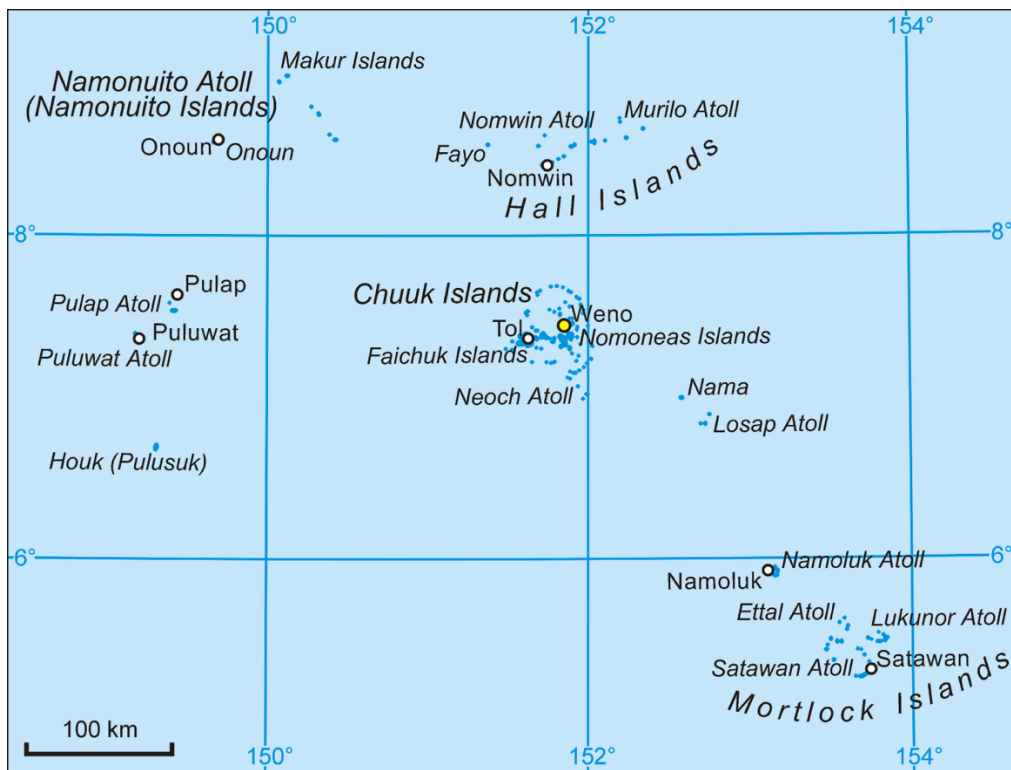 150°
152°
154°
Makur Islands
Namonuito Atoll
(Namonuito Islands)
Onoun
Onoun
Nomwin Atoll
Murilo Atoll
Fayo
Nomwin
Hall Islands
8°
8°
Pulap
Pulap Atoll
Puluwat
Puluwat Atoll
Chuuk Islands
Weno
Tol
Nomoneas Islands
Faichuk Islands
Neoch Atoll
Nama
Losap Atoll
Houk (Pulusuk)
6°
6°
Namoluk Atoll
Namoluk
Ettal Atoll
Lukunor Atoll
Satawan Atoll
Satawan
Mortlock Islands
100 km
150°
152°
154°